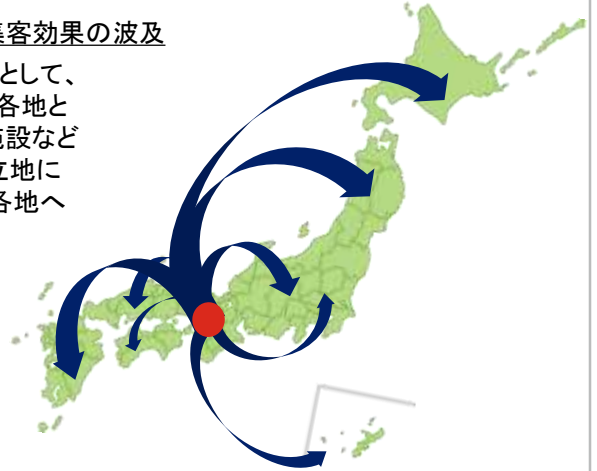 集客効果の波及
として、
各地と
施設など
立地に
各地へ